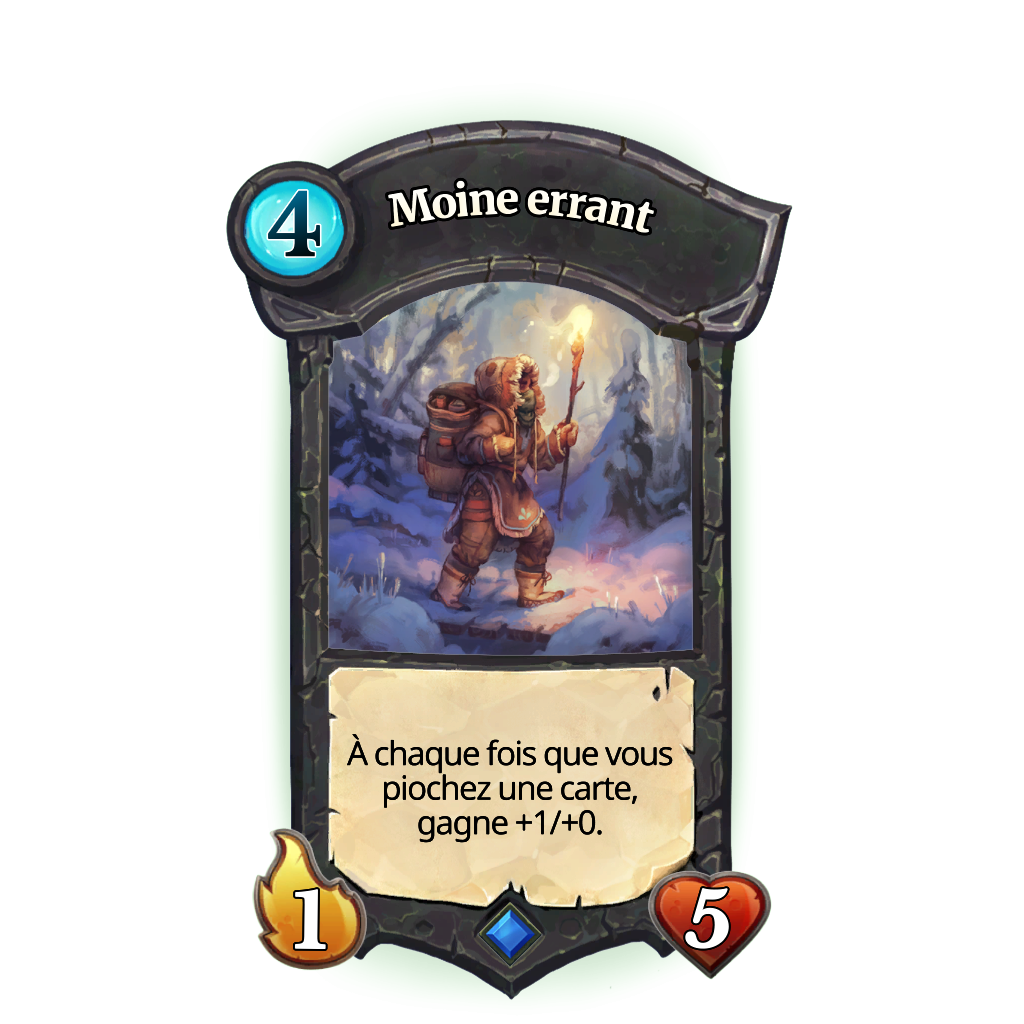 4
Moine errant
À chaque fois que vous
piochez une carte,
gagne +1/+0.
1
5